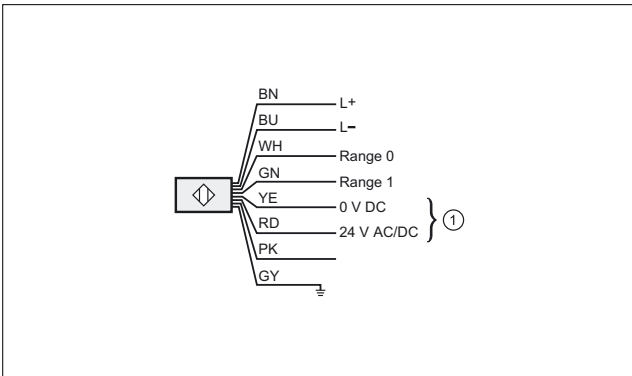 BN L+
BU L–
WH Range 0
GN Range 1
YE 0 V DC
RD 24 V AC/DC
1
PK
GY